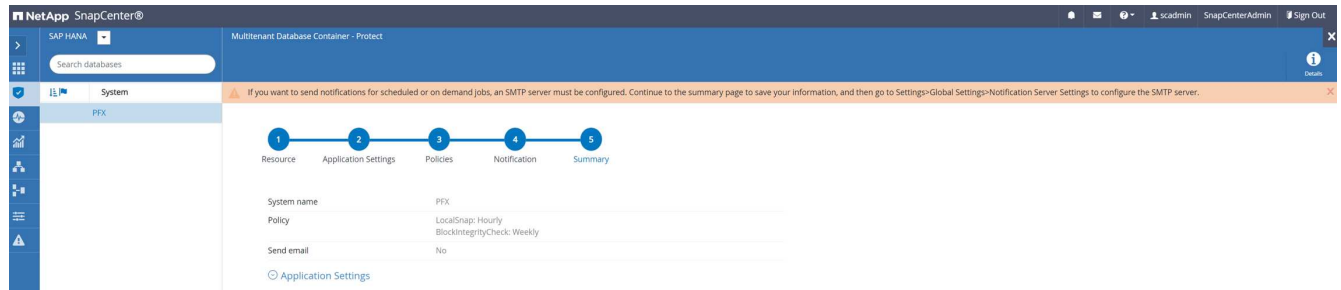 NetApp SnapCenter®
scadmin SnapCenterAdmin Sign Out
SAP HANA
Multitenant Database Container - Protect
Search databases
Details
System
If you want to send notifications for scheduled or on demand jobs, an SMTP server must be configured. Continue to the summary page to save your information, and then go to Settings>Global Settings>Notification Server Settings to configure the SMTP server.
PFX
1 2 3 4 5
Resource Application Settings Policies Notification Summary
System name PFX
Policy LocalSnap: Hourly
BlockIntegrityCheck: Weekly
Send email No
Application Settings